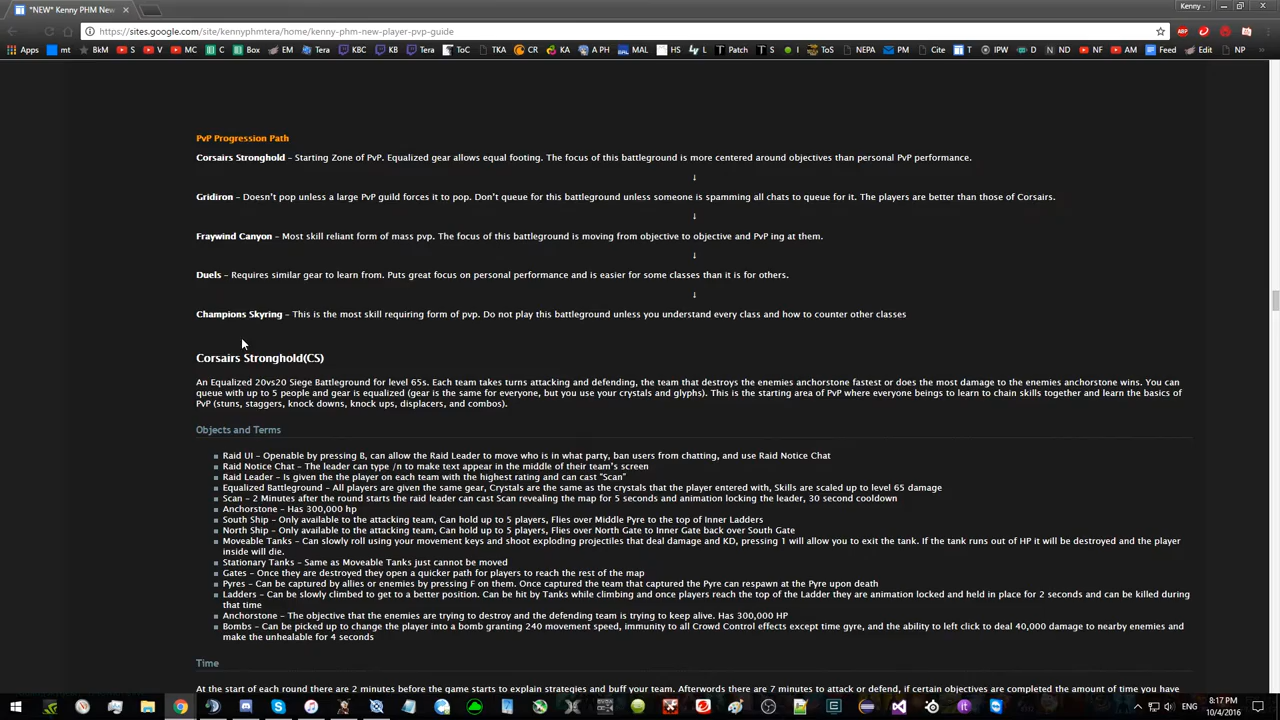 *NEW* Kenny PHM New
Kenny
https://sites.google.com/site/kennyphmtera/home/kenny-phm-new-player-pvp-guide
Apps mt BkM S V MC C Box EM Tera KBC KB Tera ToC TKA CR KA A PH MAL HS L Patch S I ToS NEPA PM Cite T IPW D ND NF AM Feed Edit NP
PvP Progression Path
Corsairs Stronghold – Starting Zone of PvP. Equalized gear allows equal footing. The focus of this battleground is more centered around objectives than personal PvP performance.
↓
Gridiron – Doesn't pop unless a large PvP guild forces it to pop. Don't queue for this battleground unless someone is spamming all chats to queue for it. The players are better than those of Corsairs.
↓
Fraywind Canyon – Most skill reliant form of mass pvp. The focus of this battleground is moving from objective to objective and PvP ing at them.
↓
Duels – Requires similar gear to learn from. Puts great focus on personal performance and is easier for some classes than it is for others.
↓
Champions Skyring – This is the most skill requiring form of pvp. Do not play this battleground unless you understand every class and how to counter other classes
Corsairs Stronghold(CS)
An Equalized 20vs20 Siege Battleground for level 65s. Each team takes turns attacking and defending, the team that destroys the enemies anchorstone fastest or does the most damage to the enemies anchorstone wins. You can
queue with up to 5 people and gear is equalized (gear is the same for everyone, but you use your crystals and glyphs). This is the starting area of PvP where everyone beings to learn to chain skills together and learn the basics of
PvP (stuns, staggers, knock downs, knock ups, displacers, and combos).
Objects and Terms
Raid UI – Openable by pressing B, can allow the Raid Leader to move who is in what party, ban users from chatting, and use Raid Notice Chat
Raid Notice Chat – The leader can type /n to make text appear in the middle of their team's screen
Raid Leader – Is given the the player on each team with the highest rating and can cast "Scan"
Equalized Battleground – All players are given the same gear, Crystals are the same as the crystals that the player entered with, Skills are scaled up to level 65 damage
Scan – 2 Minutes after the round starts the raid leader can cast Scan revealing the map for 5 seconds and animation locking the leader, 30 second cooldown
Anchorstone – Has 300,000 hp
South Ship – Only available to the attacking team, Can hold up to 5 players, Flies over Middle Pyre to the top of Inner Ladders
North Ship – Only available to the attacking team, Can hold up to 5 players, Flies over North Gate to Inner Gate back over South Gate
Moveable Tanks – Can slowly roll using your movement keys and shoot exploding projectiles that deal damage and KD, pressing 1 will allow you to exit the tank. If the tank runs out of HP it will be destroyed and the player
inside will die.
Stationary Tanks – Same as Moveable Tanks just cannot be moved
Gates – Once they are destroyed they open a quicker path for players to reach the rest of the map
Pyres – Can be captured by allies or enemies by pressing F on them. Once captured the team that captured the Pyre can respawn at the Pyre upon death
Ladders – Can be slowly climbed to get to a better position. Can be hit by Tanks while climbing and once players reach the top of the Ladder they are animation locked and held in place for 2 seconds and can be killed during
that time
Anchorstone – The objective that the enemies are trying to destroy and the defending team is trying to keep alive. Has 300,000 HP
Bombs – Can be picked up to change the player into a bomb granting 240 movement speed, immunity to all Crowd Control effects except time gyre, and the ability to left click to deal 40,000 damage to nearby enemies and
make the unhealable for 4 seconds
Time
At the start of each round there are 2 minutes before the game starts to explain strategies and buff your team. Afterwords there are 7 minutes to attack or defend, if certain objectives are completed the amount of time you have
ENG
8:17 PM
10/4/2016